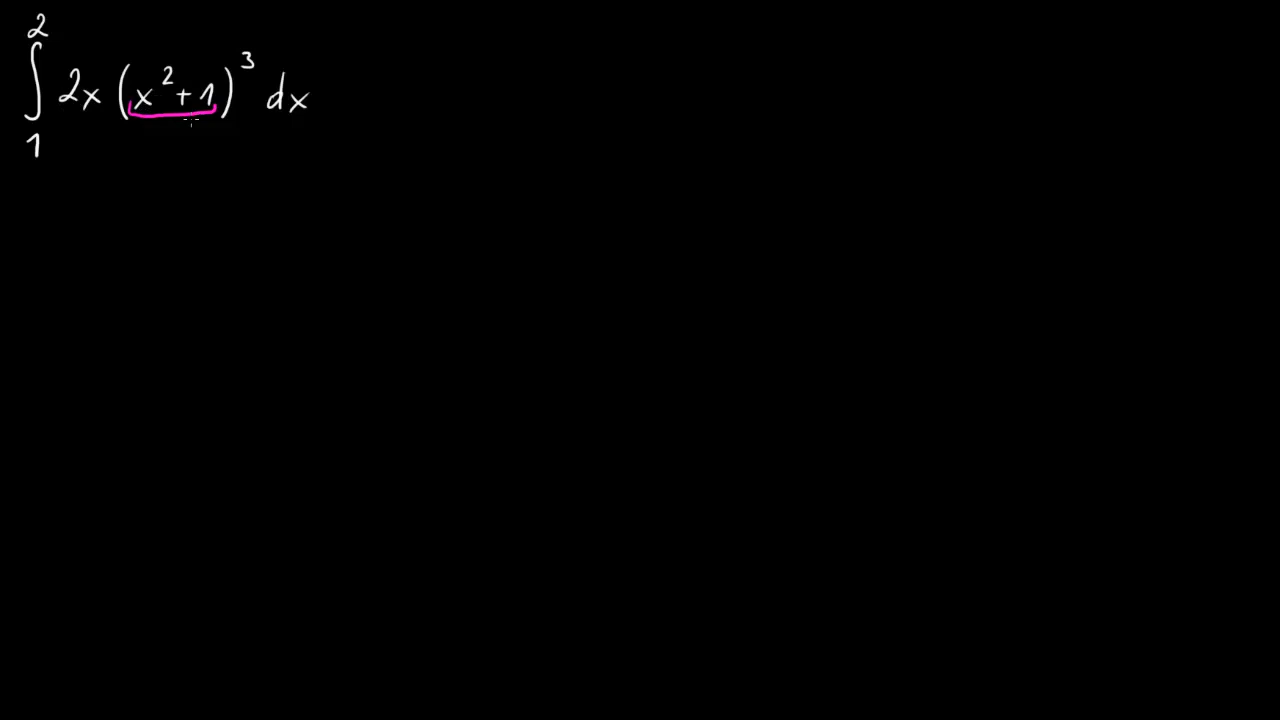 ∫₁² 2x (x²+1)³ dx